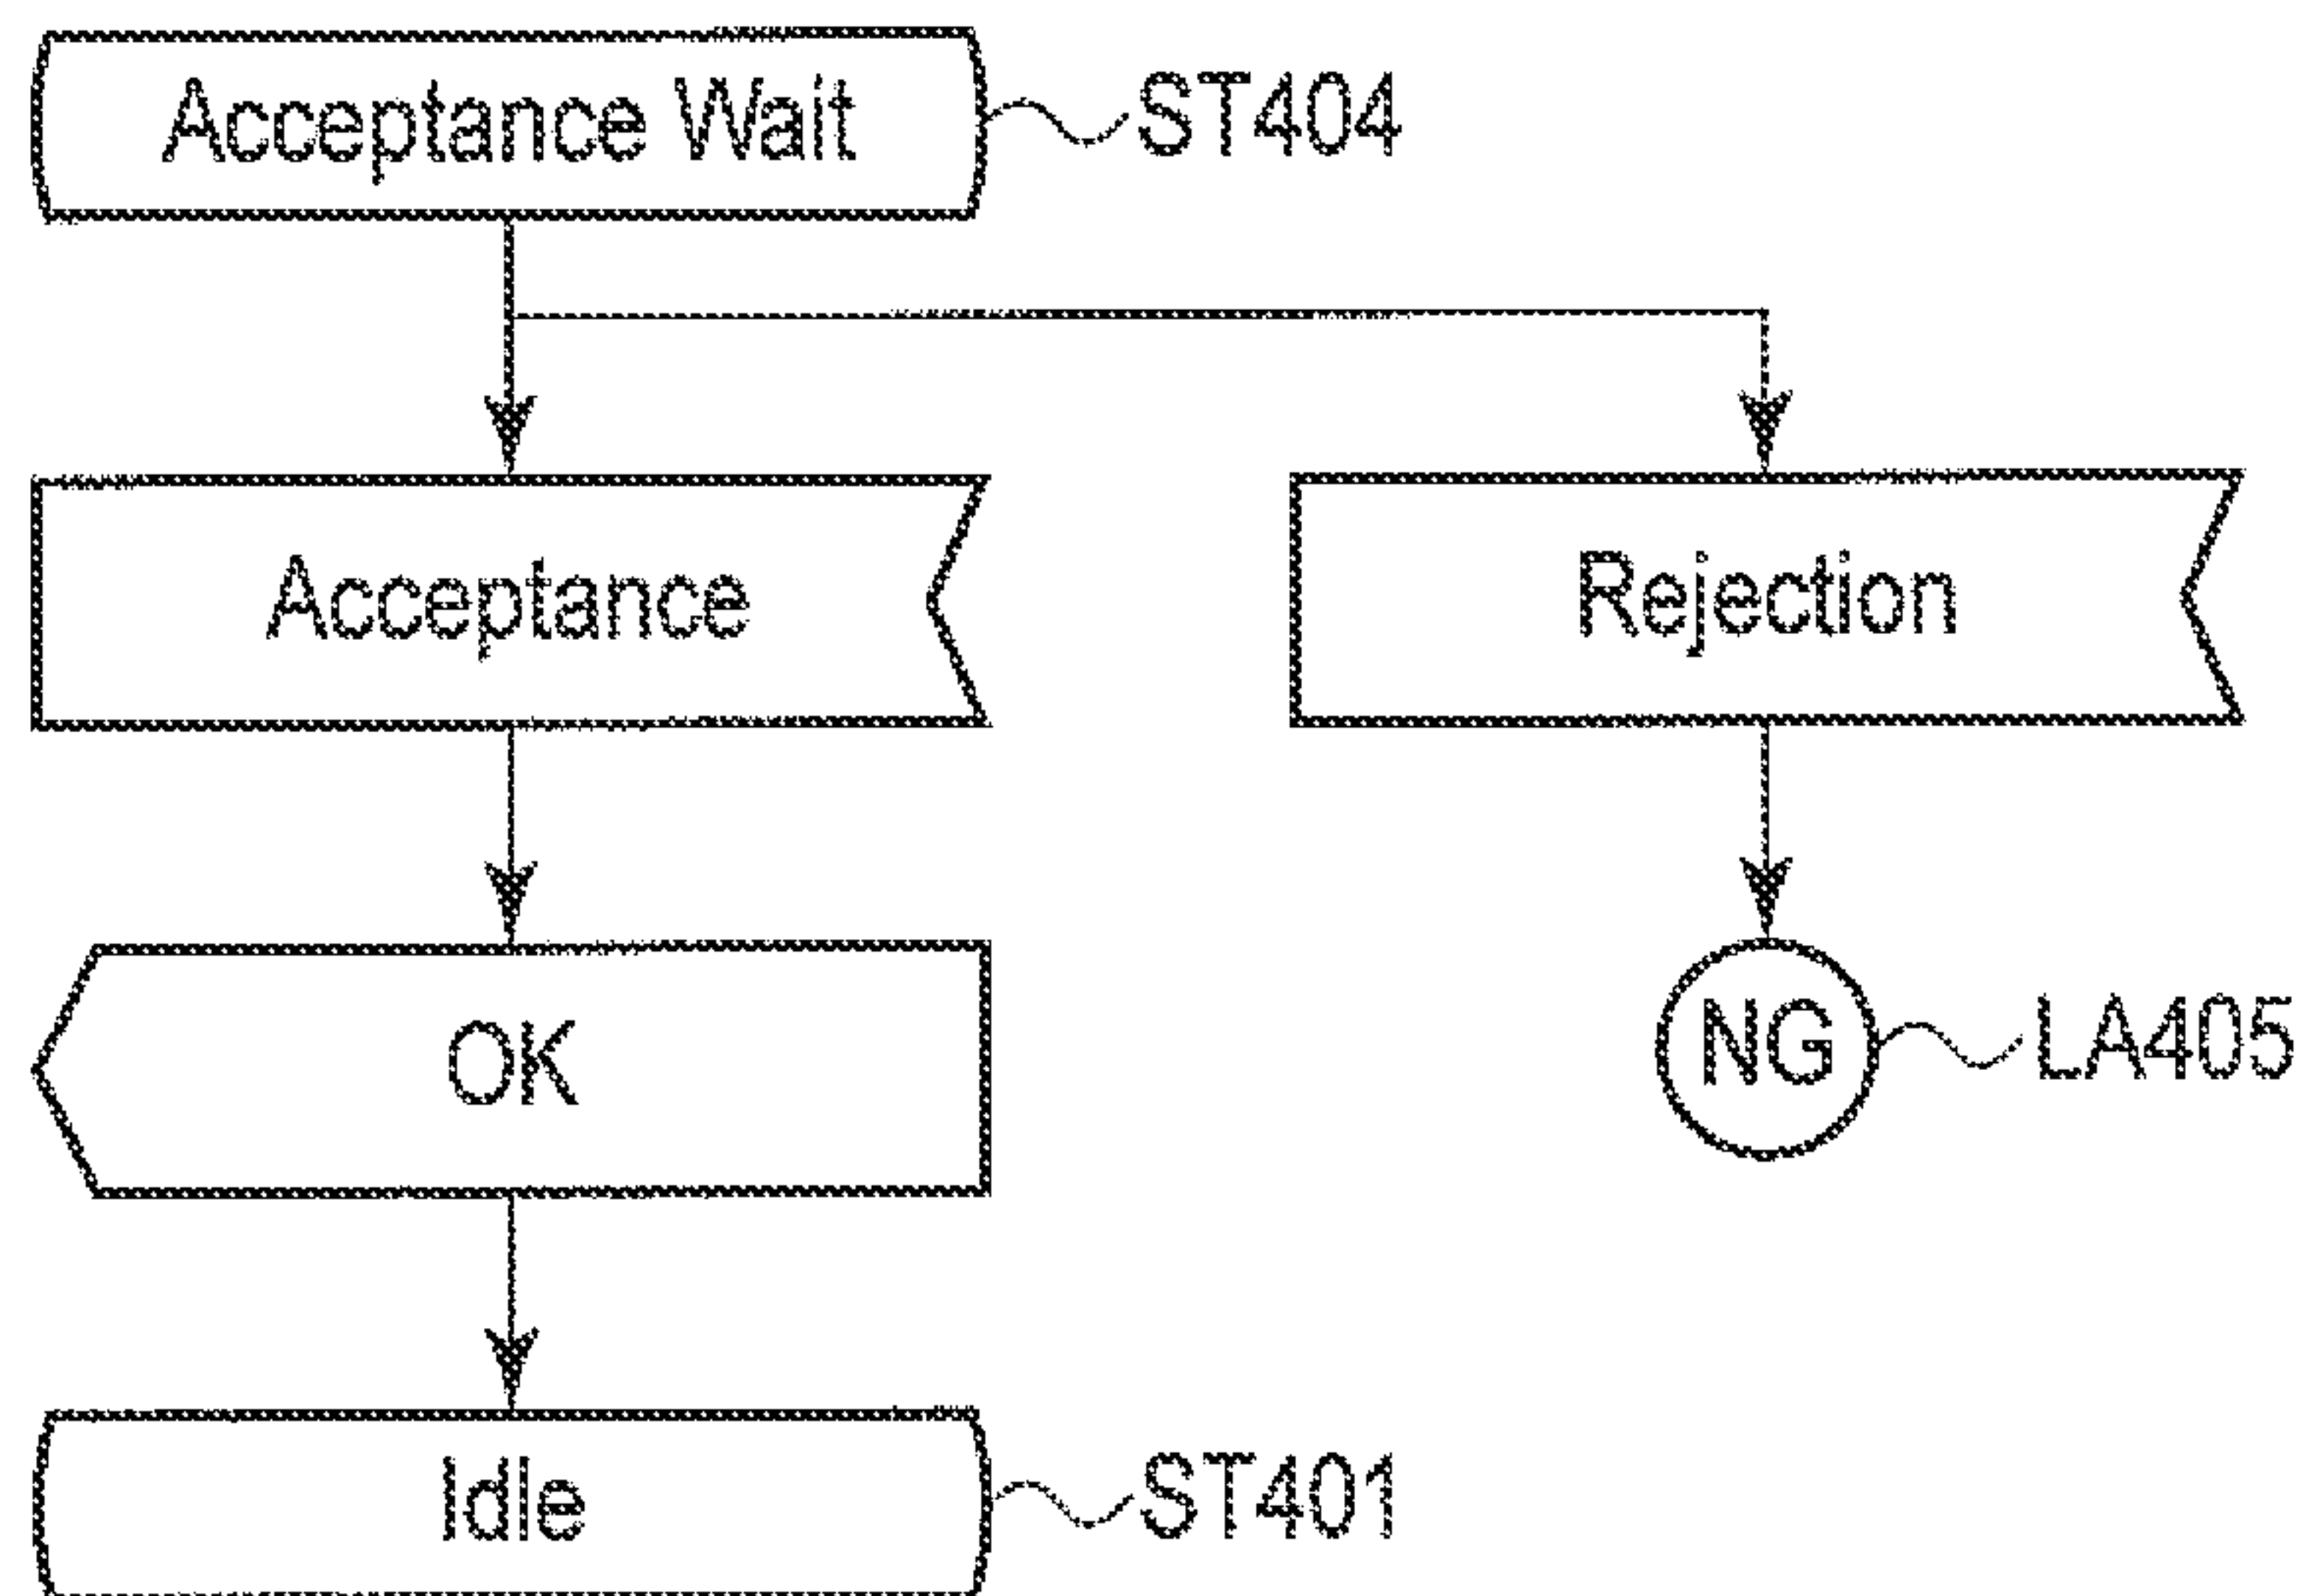 Acceptance Wait
ST404
Acceptance
Rejection
OK
NG
LA405
Idle
ST401